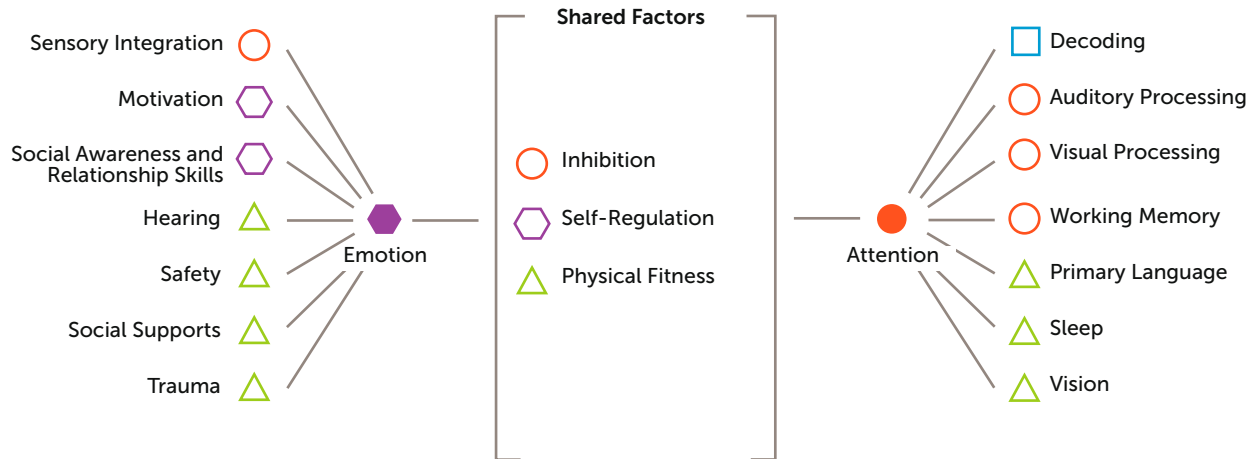 Shared Factors
Sensory Integration
Motivation
Social Awareness and
Relationship Skills
Hearing
Safety
Social Supports
Trauma
Emotion
Inhibition
Self-Regulation
Physical Fitness
Attention
Decoding
Auditory Processing
Visual Processing
Working Memory
Primary Language
Sleep
Vision